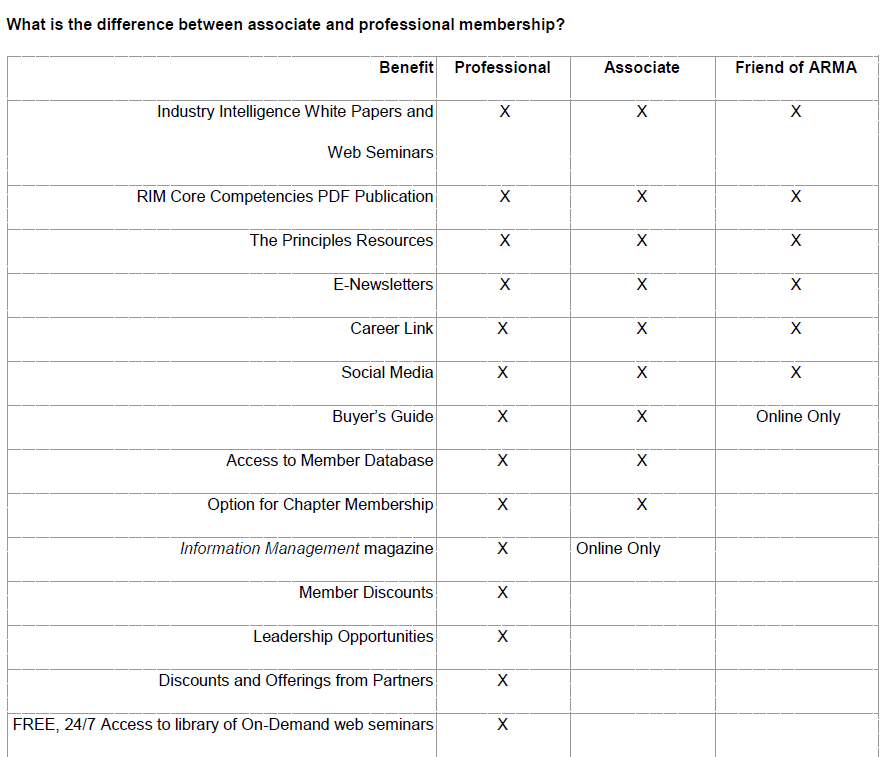 What is the difference between associate and professional membership?
Benefit Professional Associate Friend of ARMA
Industry Intelligence White Papers and X X X
Web Seminars
RIM Core Competencies PDF Publication X X X
The Principles Resources X X X
E-Newsletters X X X
Career Link X X X
Social Media X X X
Buyer’s Guide X X Online Only
Access to Member Database X X
Option for Chapter Membership X X
Information Management magazine X Online Only
Member Discounts X
Leadership Opportunities X
Discounts and Offerings from Partners X
FREE, 24/7 Access to library of On-Demand web seminars X